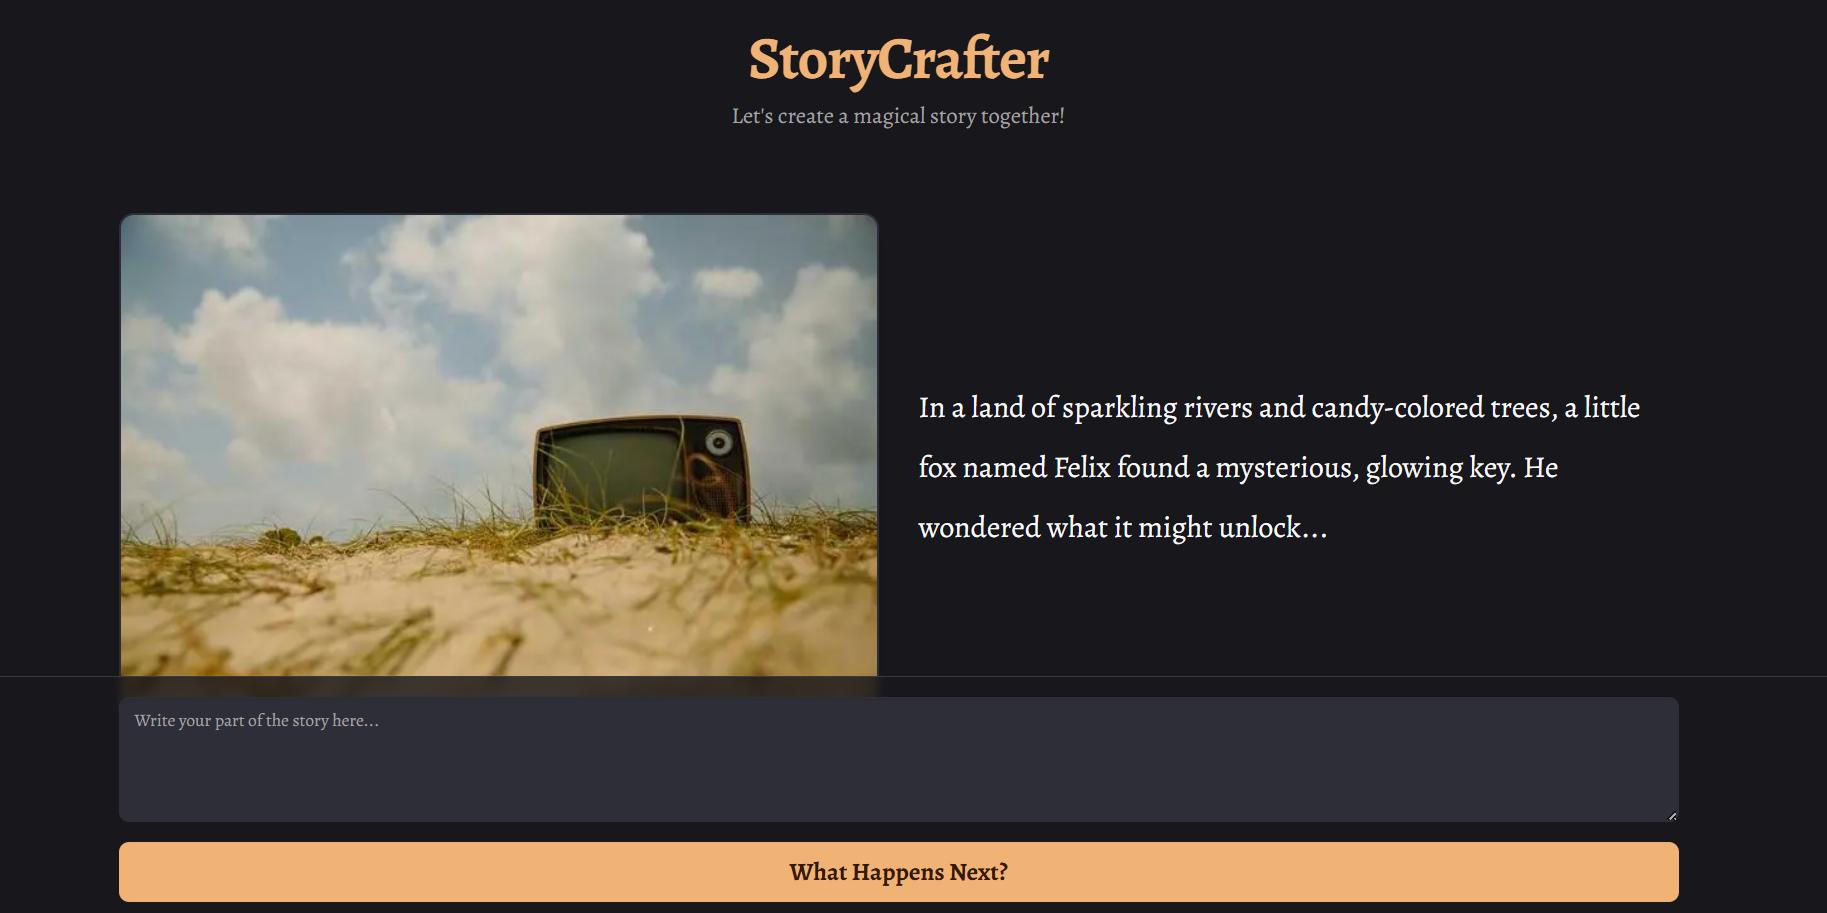 StoryCrafter
Let's create a magical story together!
In a land of sparkling rivers and candy-colored trees, a little
fox named Felix found a mysterious, glowing key. He
wondered what it might unlock...
Write your part of the story here...
What Happens Next?